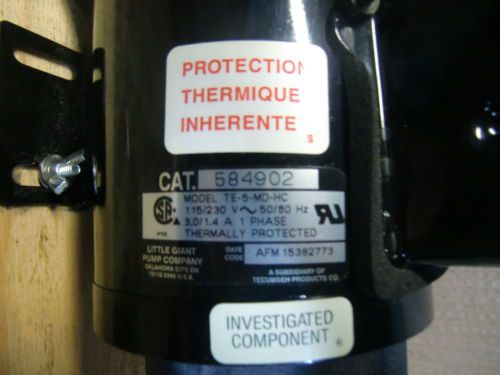 PROTECTION
THERMIQUE
INHERENTE
S
CAT. 584902
MODEL TE-5-MD-HC
115/230 V ~ 50/60 Hz
3.0/1.4 A 1 PHASE
THERMALLY PROTECTED
LITTLE GIANT
PUMP COMPANY
OKLAHOMA CITY, OK
73112-2995 U.S.A
DATE
CODE
AFM 15382773
A SUBSIDIARY OF
TECUMSEH PRODUCTS CO.
INVESTIGATED
COMPONENT